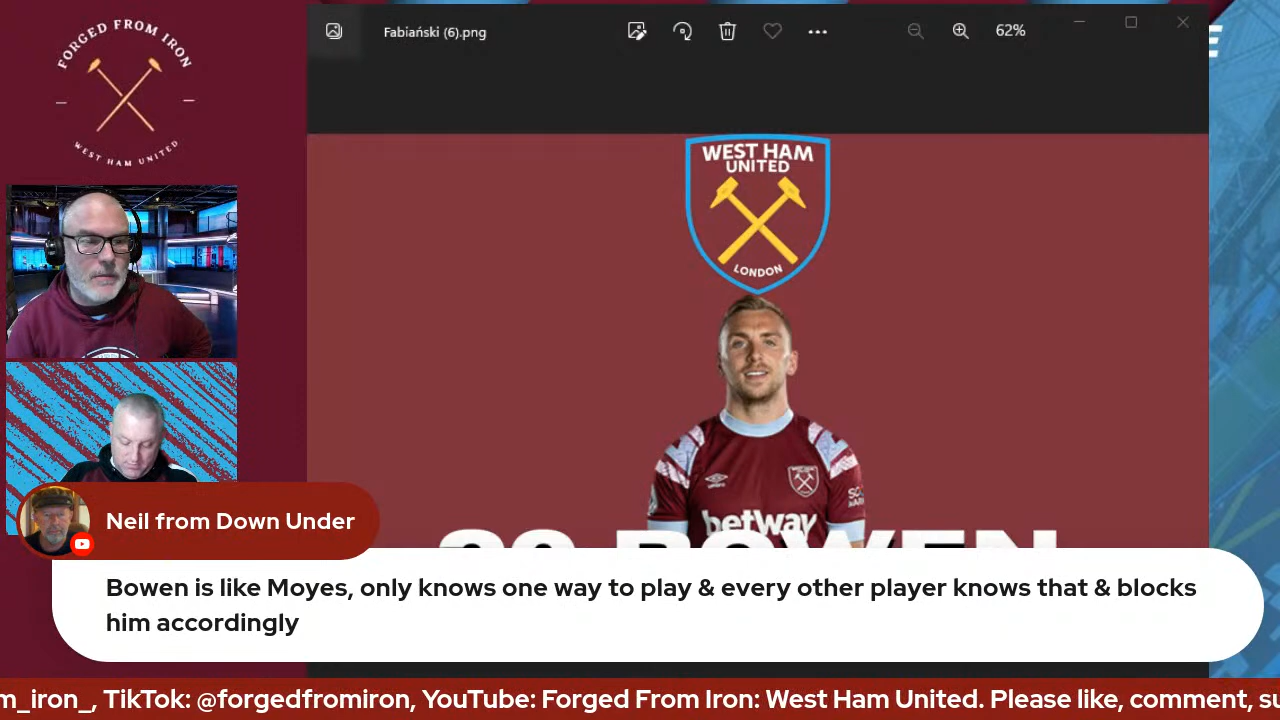 FORGED FROM IRON
WEST HAM UNITED
Fabiański (6).png
62%
WEST HAM
UNITED
LONDON
umbro
betway
BOWEN
Neil from Down Under
Bowen is like Moyes, only knows one way to play & every other player knows that & blocks
him accordingly
m_iron_, TikTok: @forgedfromiron, YouTube: Forged From Iron: West Ham United. Please like, comment, su